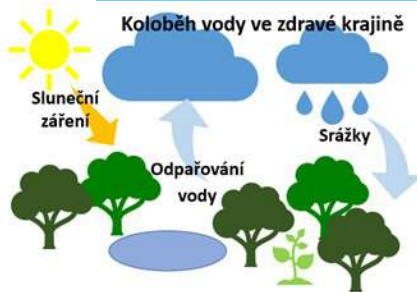 Koloběh vody ve zdravé krajině
Sluneční
záření
Odpařování
vody
Srážky